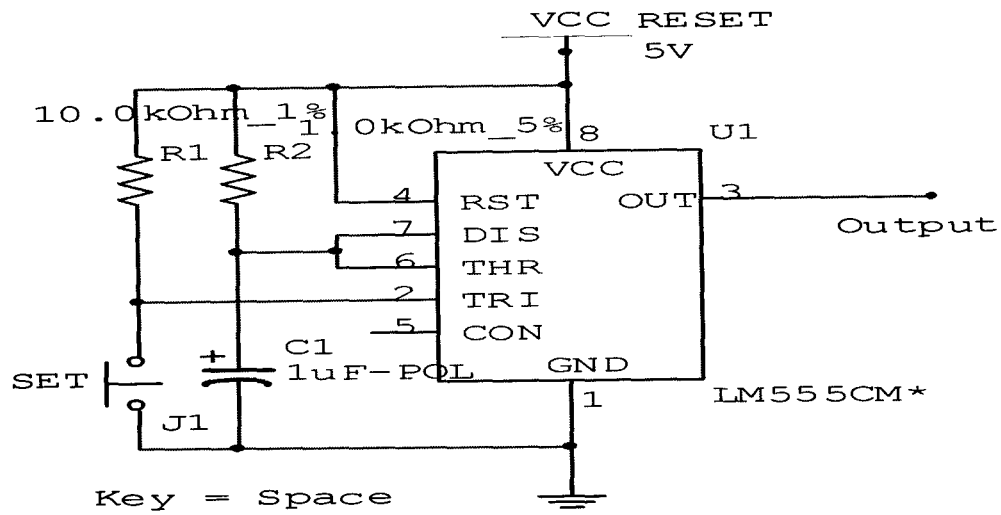 VCC RESET
5V
10.0kOhm_1%
1.0kOhm_5%
R1
R2
8
U1
VCC
4
RST
OUT
3
7
DIS
Output
6
THR
2
TRI
5
CON
C1
1uF-POL
GND
SET
1
LM555CM*
J1
Key = Space